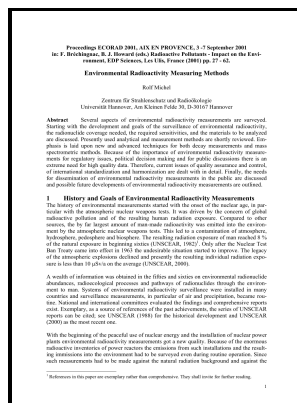 Proceedings ECORAD 2001, AIX EN PROVENCE, 3 -7 September 2001
in: F. Bréchignac, B. J. Howard (eds.) Radioactive Pollutants - Impact on the Envi-
ronment, EDP Sciences, Les Ulis, France (2001) pp. 27 - 62.
Environmental Radioactivity Measuring Methods
Rolf Michel
Zentrum für Strahlenschutz und Radioökologie
Universität Hannover, Am Kleinen Felde 30, D-30167 Hannover
Abstract Several aspects of environmental radioactivity measurements are surveyed.
Starting with the development and goals of the surveillance of environmental radioactivity,
the radionuclide coverage needed, the required sensitivities, and the materials to be analyzed
are discussed. Presently used analytical and measurement methods are shortly reviewed. Em-
phasis is laid upon new and advanced techniques for both decay measurements and mass
spectrometric methods. Because of the importance of environmental radioactivity measure-
ments for regulatory issues, political decision making and for public discussions there is an
extreme need for high quality data. Therefore, current issues of quality assurance and control,
of international standardization and harmonization are dealt with in detail. Finally, the needs
for dissemination of environmental radioactivity measurements in the public are discussed
and possible future developments of environmental radioactivity measurements are outlined.
1 History and Goals of Environmental Radioactivity Measurements
The history of environmental measurements started with the onset of the nuclear age, in par-
ticular with the atmospheric nuclear weapons tests. It was driven by the concern of global
radioactive pollution and of the resulting human radiation exposure. Compared to other
sources, the by far largest amount of man-made radioactivity was emitted into the environ-
ment by the atmospheric nuclear weapons tests. This led to a contamination of atmosphere,
hydrosphere, pedosphere and biosphere. The resulting radiation exposure of man reached 8 %
of the natural exposure in beginning sixties (UNSCEAR, 1982)¹. Only after the Nuclear Test
Ban Treaty came into effect in 1963 the undesirable situation started to improve. The legacy
of the atmospheric explosions declined and presently the resulting individual radiation expo-
sure is less than 10 µSv/a on the average (UNSCEAR, 2000).
A wealth of information was obtained in the fifties and sixties on environmental radionuclide
abundances, radioecological processes and pathways of radionuclides through the environ-
ment to man. Systems of environmental radioactivity surveillance were installed in many
countries and surveillance measurements, in particular of air and precipitation, became rou-
tine. National and international committees evaluated the findings and comprehensive reports
exist. Exemplary, as a source of references of the past achievements, the series of UNSCEAR
reports can be cited; see UNSCEAR (1988) for the historical development and UNSCEAR
(2000) as the most recent one.
With the beginning of the peaceful use of nuclear energy and the installation of nuclear power
plants environmental radioactivity measurements got a new quality. Because of the enormous
radioactive inventories of power reactors the emissions from such installations and the result-
ing immissions into the environment had to be surveyed even during routine operation. Since
such measurements had to be made against the natural radiation background and against the
¹ References in this paper are exemplary rather than comprehensive. They shall invite for further reading.
1